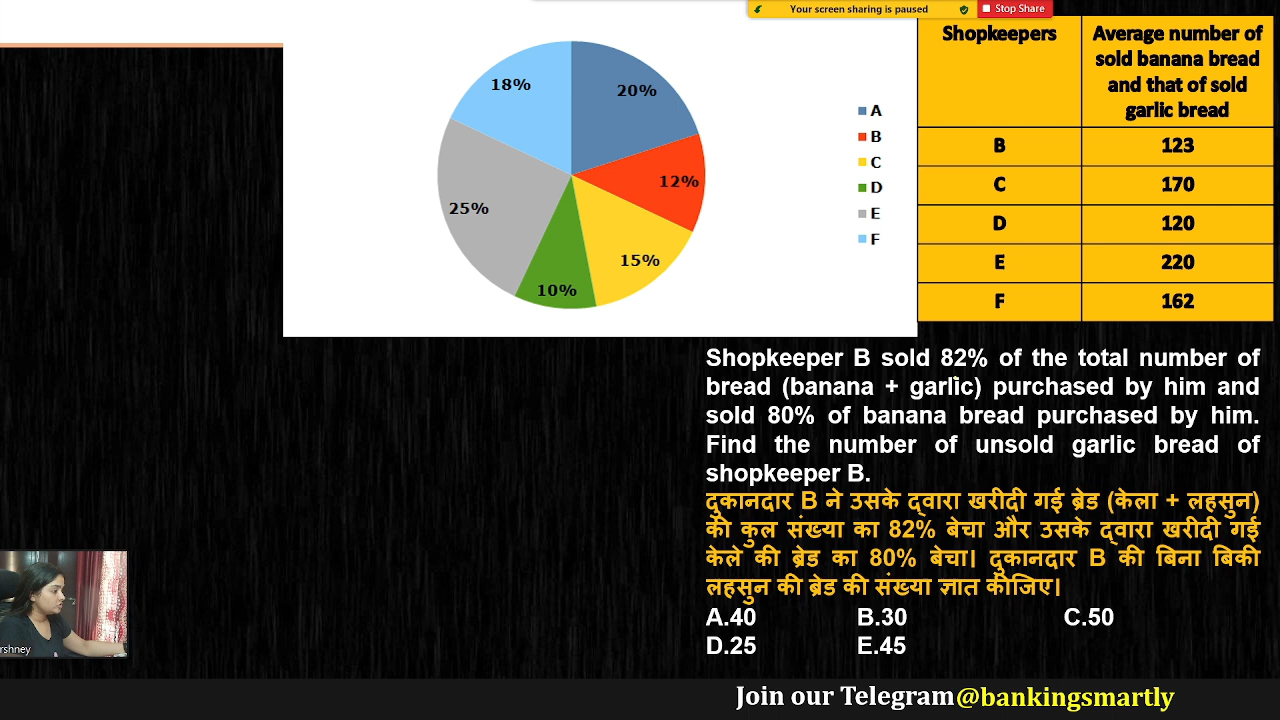 Your screen sharing is paused
Stop Share
18%
20%
12%
25%
15%
10%
A
B
C
D
E
F
Shopkeepers
Average number of
sold banana bread
and that of sold
garlic bread
B 123
C 170
D 120
E 220
F 162
Shopkeeper B sold 82% of the total number of
bread (banana + garlic) purchased by him and
sold 80% of banana bread purchased by him.
Find the number of unsold garlic bread of
shopkeeper B.
दुकानदार B ने उसके द्वारा खरीदी गई ब्रेड (केला + लहसुन)
की कुल संख्या का 82% बेचा और उसके द्वारा खरीदी गई
केले की ब्रेड का 80% बेचा। दुकानदार B की बिना बिकी
लहसुन की ब्रेड की संख्या ज्ञात कीजिए।
A.40 B.30 C.50
D.25 E.45
rshney
Join our Telegram@bankingsmartly